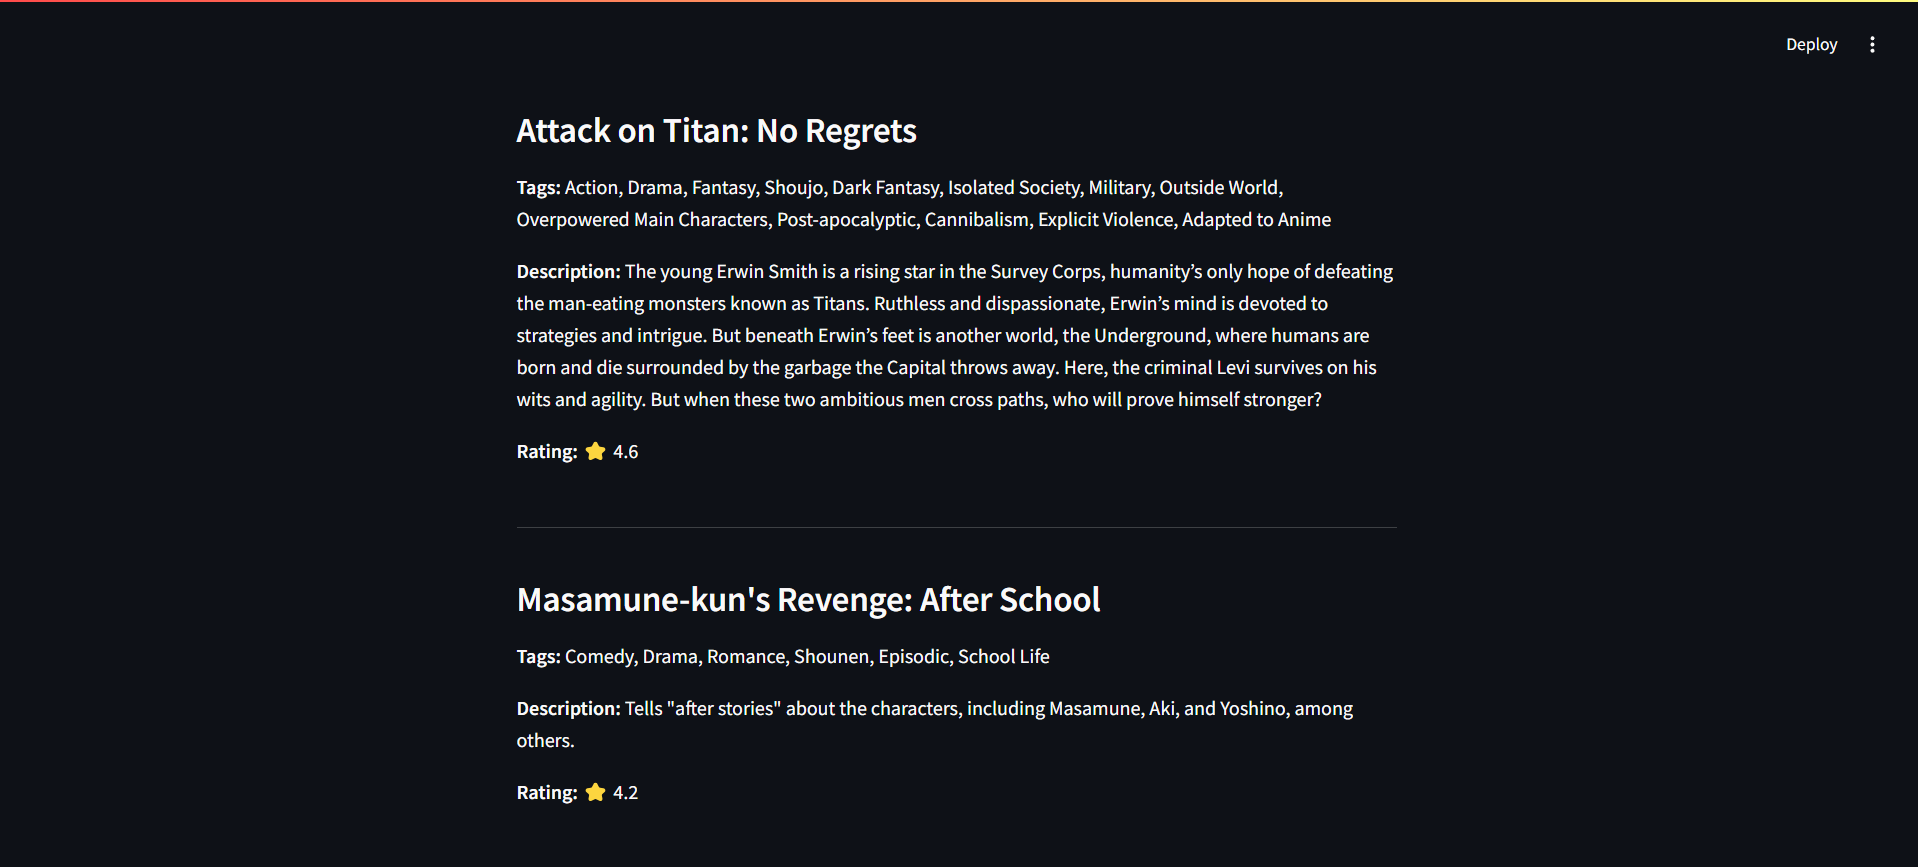 Deploy
Attack on Titan: No Regrets
Tags: Action, Drama, Fantasy, Shoujo, Dark Fantasy, Isolated Society, Military, Outside World,
Overpowered Main Characters, Post-apocalyptic, Cannibalism, Explicit Violence, Adapted to Anime
Description: The young Erwin Smith is a rising star in the Survey Corps, humanity’s only hope of defeating
the man-eating monsters known as Titans. Ruthless and dispassionate, Erwin’s mind is devoted to
strategies and intrigue. But beneath Erwin’s feet is another world, the Underground, where humans are
born and die surrounded by the garbage the Capital throws away. Here, the criminal Levi survives on his
wits and agility. But when these two ambitious men cross paths, who will prove himself stronger?
Rating: ⭐ 4.6
Masamune-kun's Revenge: After School
Tags: Comedy, Drama, Romance, Shounen, Episodic, School Life
Description: Tells "after stories" about the characters, including Masamune, Aki, and Yoshino, among
others.
Rating: ⭐ 4.2